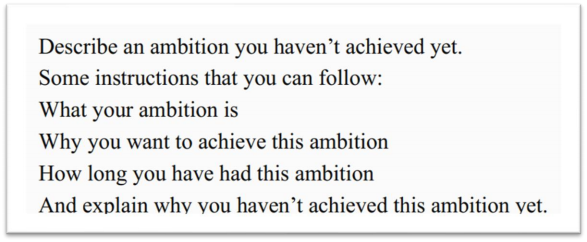 Describe an ambition you haven’t achieved yet.
Some instructions that you can follow:
What your ambition is
Why you want to achieve this ambition
How long you have had this ambition
And explain why you haven’t achieved this ambition yet.